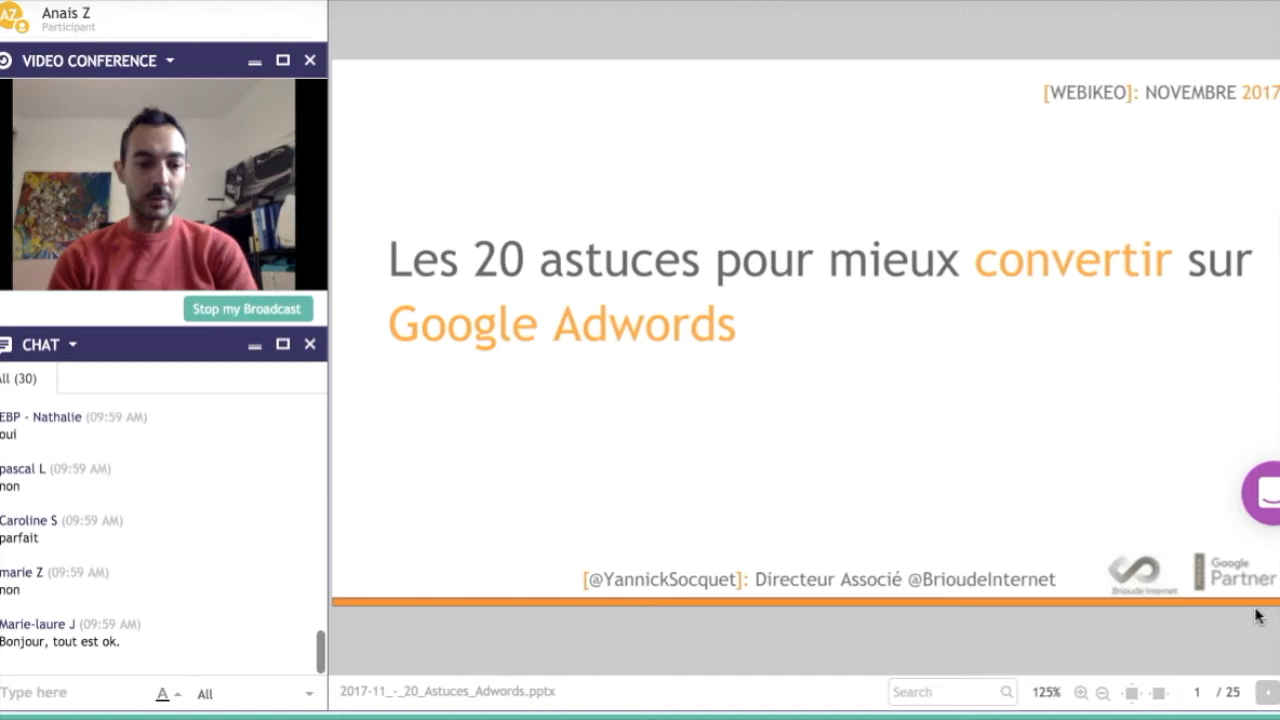 AZ
Anais Z
Participant
VIDEO CONFERENCE
Stop my Broadcast
CHAT
All (30)
EBP - Nathalie (09:59 AM)
oui
pascal L (09:59 AM)
non
Caroline S (09:59 AM)
parfait
marie Z (09:59 AM)
non
Marie-laure J (09:59 AM)
Bonjour, tout est ok.
Type here
A
All
[WEBIKEO]: NOVEMBRE 2017
Les 20 astuces pour mieux convertir sur
Google Adwords
[@YannickSocquet]: Directeur Associé @BrioudeInternet
Brioude Internet
Google
Partner
2017-11_-_20_Astuces_Adwords.pptx
Search
125%
1 / 25